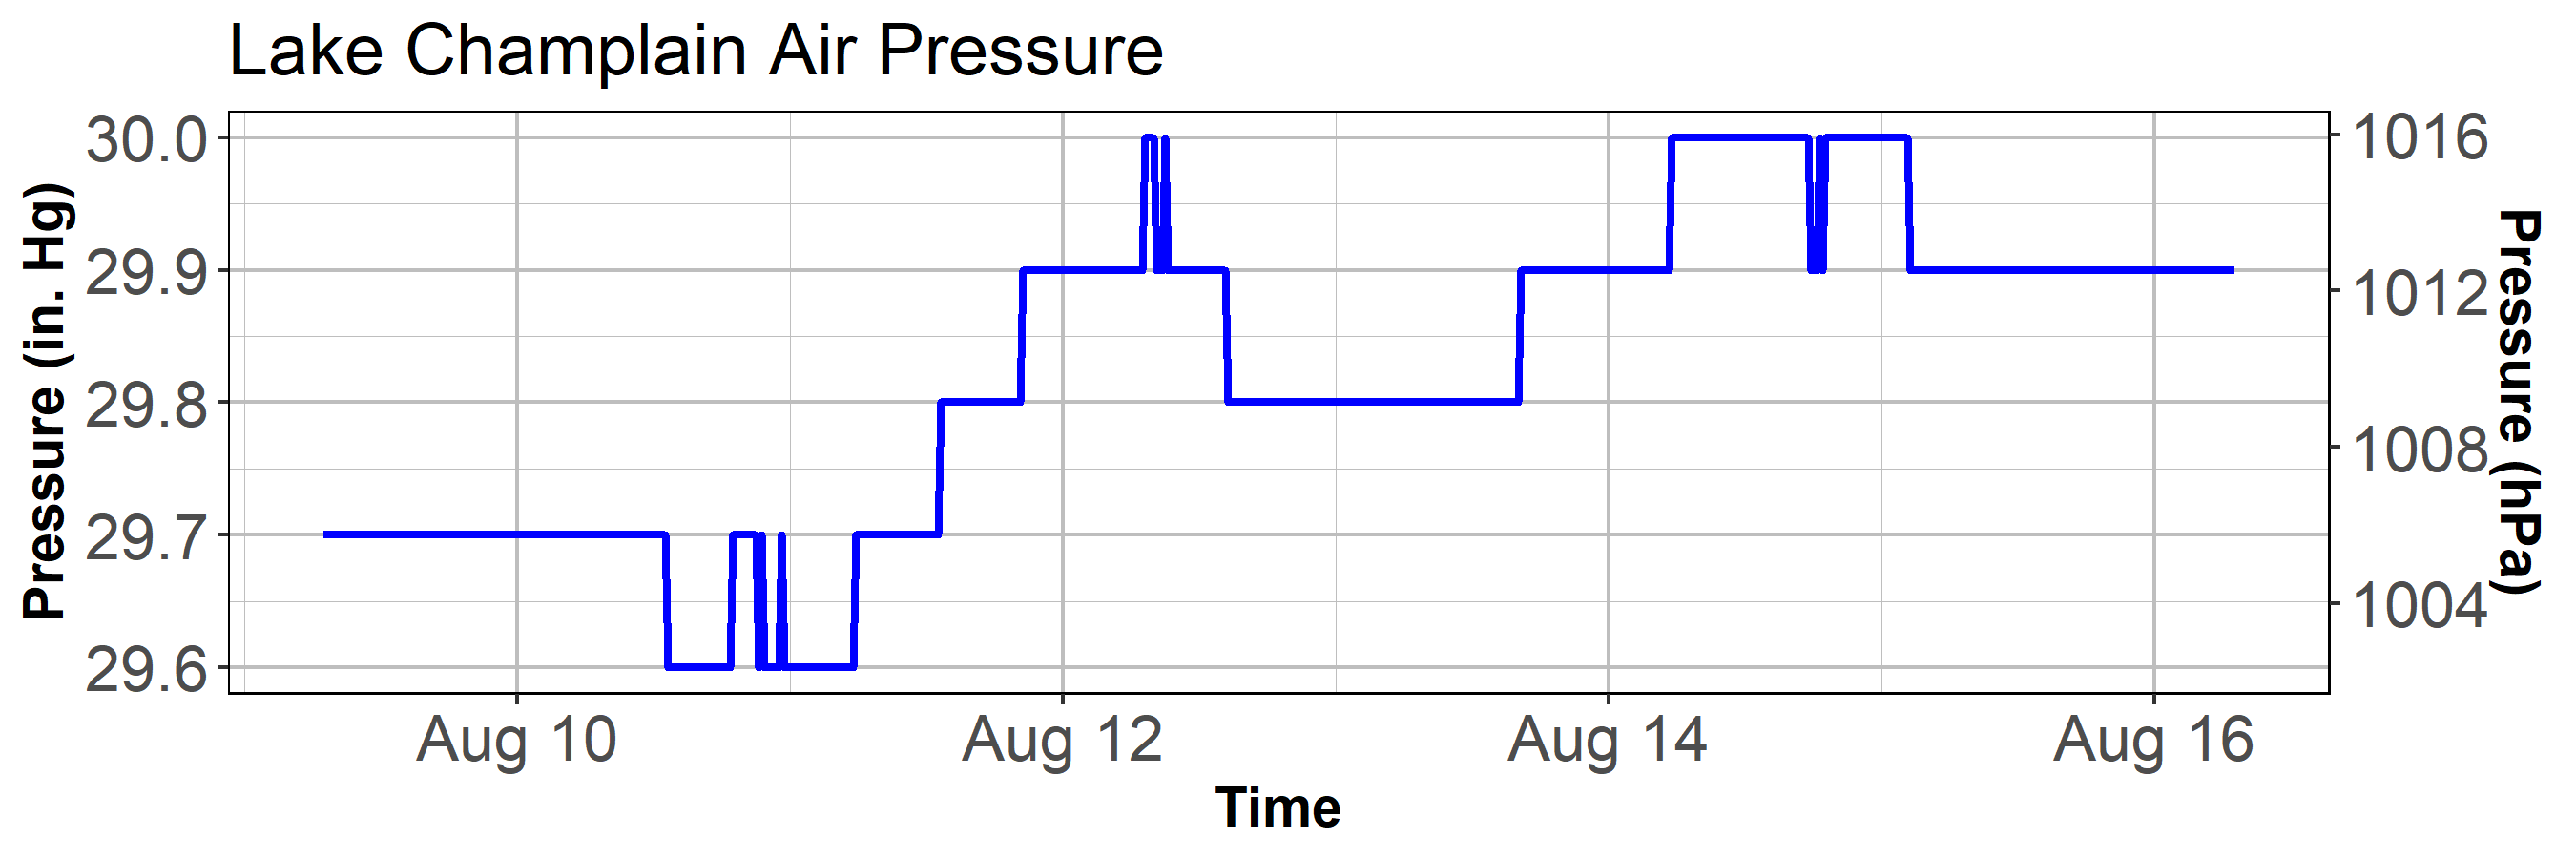 Lake Champlain Air Pressure
Pressure (in. Hg)
30.0
29.9
29.8
29.7
29.6
1016
1012
1008
1004
Pressure (hPa)
Aug 10 Aug 12 Aug 14 Aug 16
Time